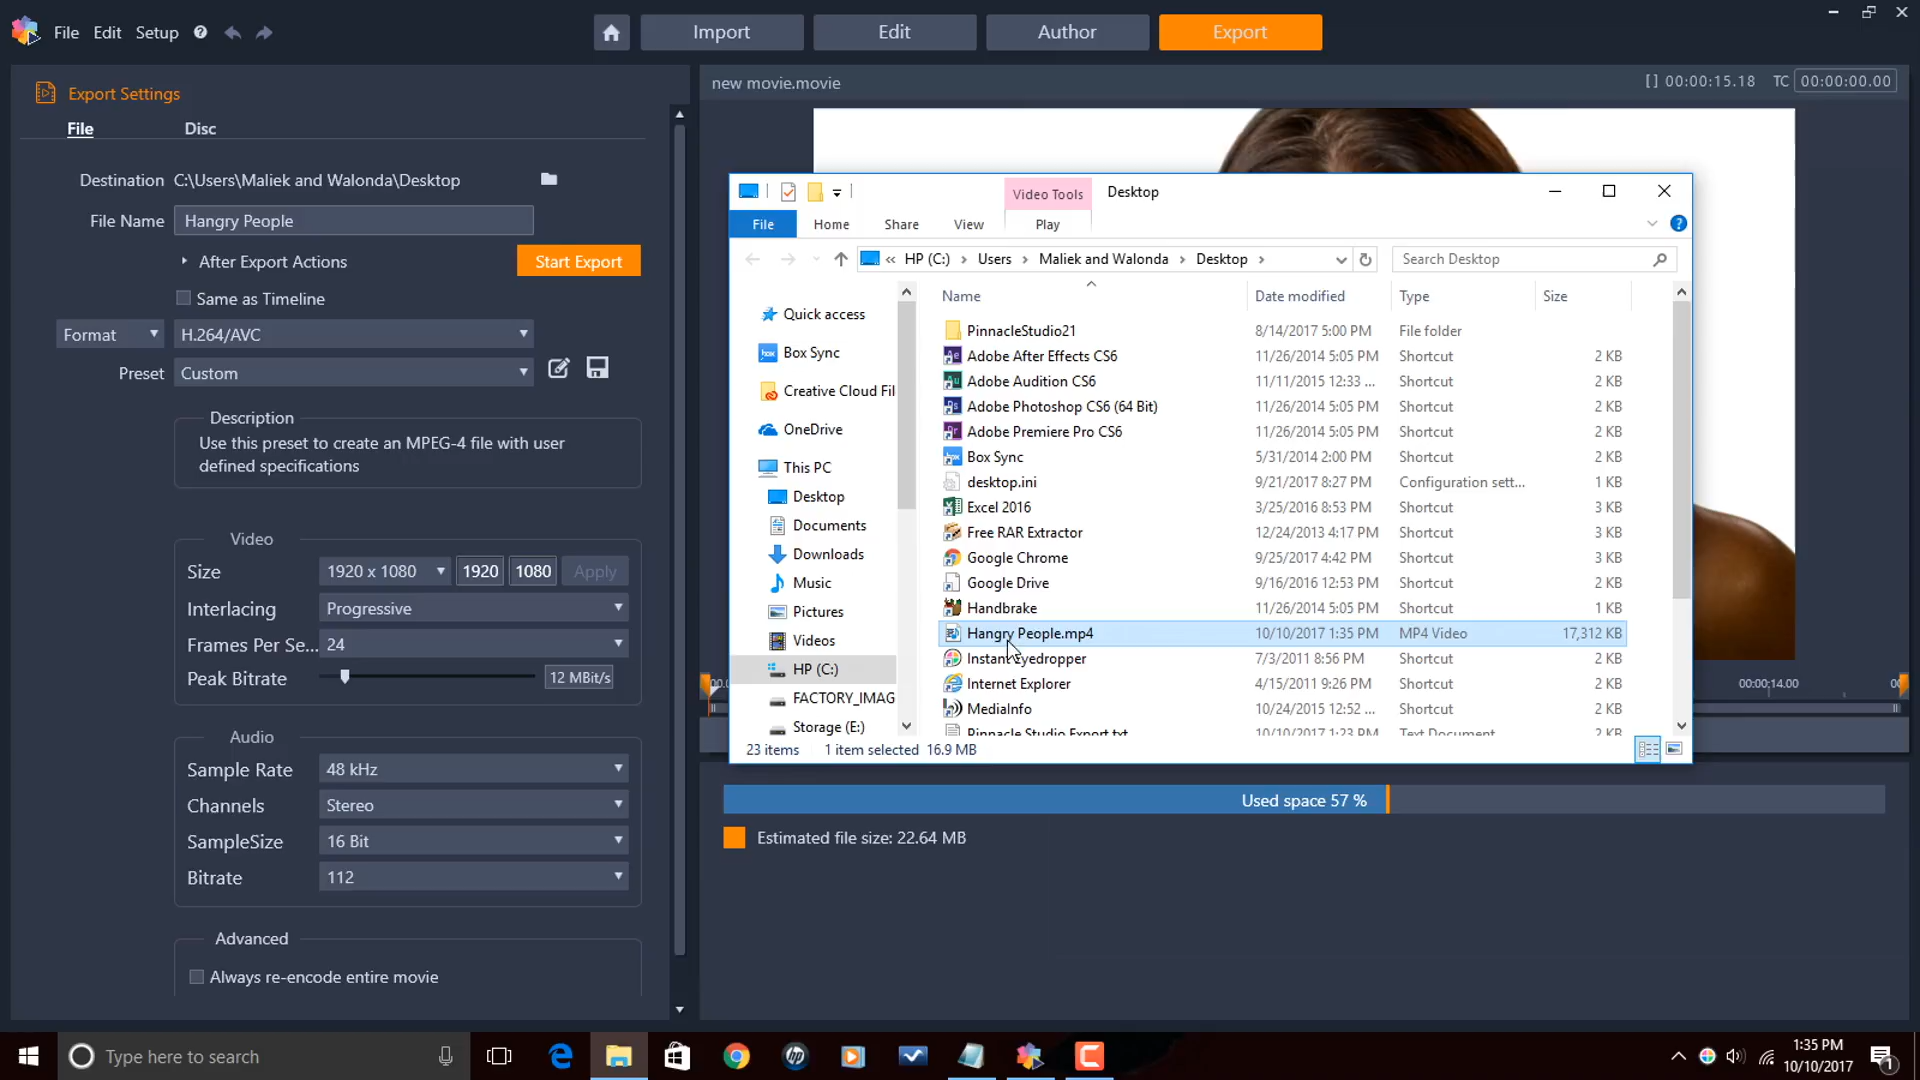 File Edit Setup
Import Edit Author Export
Export Settings
File Disc
Destination C:\Users\Maliek and Walonda\Desktop
File Name Hangry People
After Export Actions Start Export
Same as Timeline
Format H.264/AVC
Preset Custom
Description
Use this preset to create an MPEG-4 file with user
defined specifications
Video
Size 1920 x 1080 1920 1080 Apply
Interlacing Progressive
Frames Per Se... 24
Peak Bitrate 12 MBit/s
Audio
Sample Rate 48 kHz
Channels Stereo
SampleSize 16 Bit
Bitrate 112
Advanced
Always re-encode entire movie
new movie.movie [] 00:00:15.18 TC 00:00:00.00
Video Tools Desktop
File Home Share View Play
« HP (C:) Users Maliek and Walonda Desktop Search Desktop
Quick access
Box Sync
Creative Cloud Fil
OneDrive
This PC
Desktop
Documents
Downloads
Music
Pictures
Videos
HP (C:)
FACTORY_IMAG
Storage (E:)
Name Date modified Type Size
PinnacleStudio21 8/14/2017 5:00 PM File folder
Adobe After Effects CS6 11/26/2014 5:05 PM Shortcut 2 KB
Adobe Audition CS6 11/11/2015 12:33 ... Shortcut 2 KB
Adobe Photoshop CS6 (64 Bit) 11/26/2014 5:05 PM Shortcut 2 KB
Adobe Premiere Pro CS6 11/26/2014 5:05 PM Shortcut 2 KB
Box Sync 5/31/2014 2:00 PM Shortcut 2 KB
desktop.ini 9/21/2017 8:27 PM Configuration sett... 1 KB
Excel 2016 3/25/2016 8:53 PM Shortcut 3 KB
Free RAR Extractor 12/24/2013 4:17 PM Shortcut 3 KB
Google Chrome 9/25/2017 4:42 PM Shortcut 3 KB
Google Drive 9/16/2016 12:53 PM Shortcut 2 KB
Handbrake 11/26/2014 5:05 PM Shortcut 1 KB
Hangry People.mp4 10/10/2017 1:35 PM MP4 Video 17,312 KB
Instant Eyedropper 7/3/2011 8:56 PM Shortcut 2 KB
Internet Explorer 4/15/2011 9:26 PM Shortcut 2 KB
MediaInfo 10/24/2015 12:52 ... Shortcut 2 KB
Pinnacle Studio Export.txt 10/10/2017 1:23 PM Text Document 2 KB
23 items 1 item selected 16.9 MB
00:00:14.00
Used space 57 %
Estimated file size: 22.64 MB
Type here to search
1:35 PM
10/10/2017
1